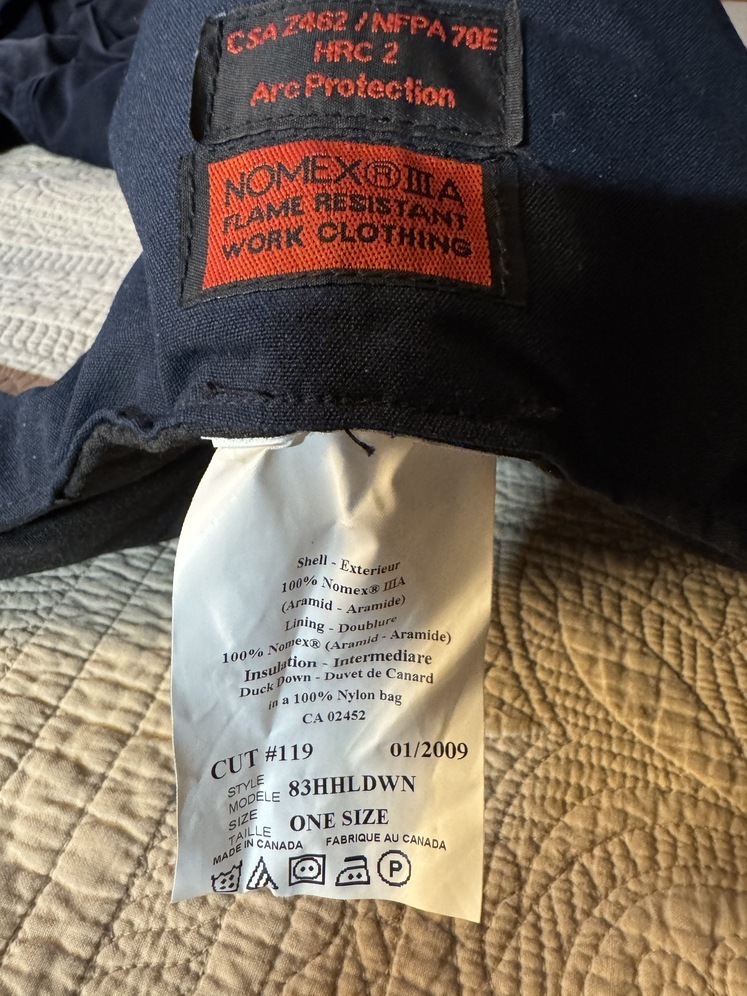 CSA Z462 / NFPA 70E
HRC 2
Arc Protection
NOMEX® III A
FLAME RESISTANT
WORK CLOTHING
Shell - Exterieur
100% Nomex® IIIA
(Aramid - Aramide)
Lining - Doublure
100% Nomex® (Aramid - Aramide)
Insulation - Intermediare
Duck Down - Duvet de Canard
in a 100% Nylon bag
CA 02452
CUT #119 01/2009
STYLE
MODÈLE 83HHLDWN
SIZE
TAILLE ONE SIZE
MADE IN CANADA FABRIQUE AU CANADA
P